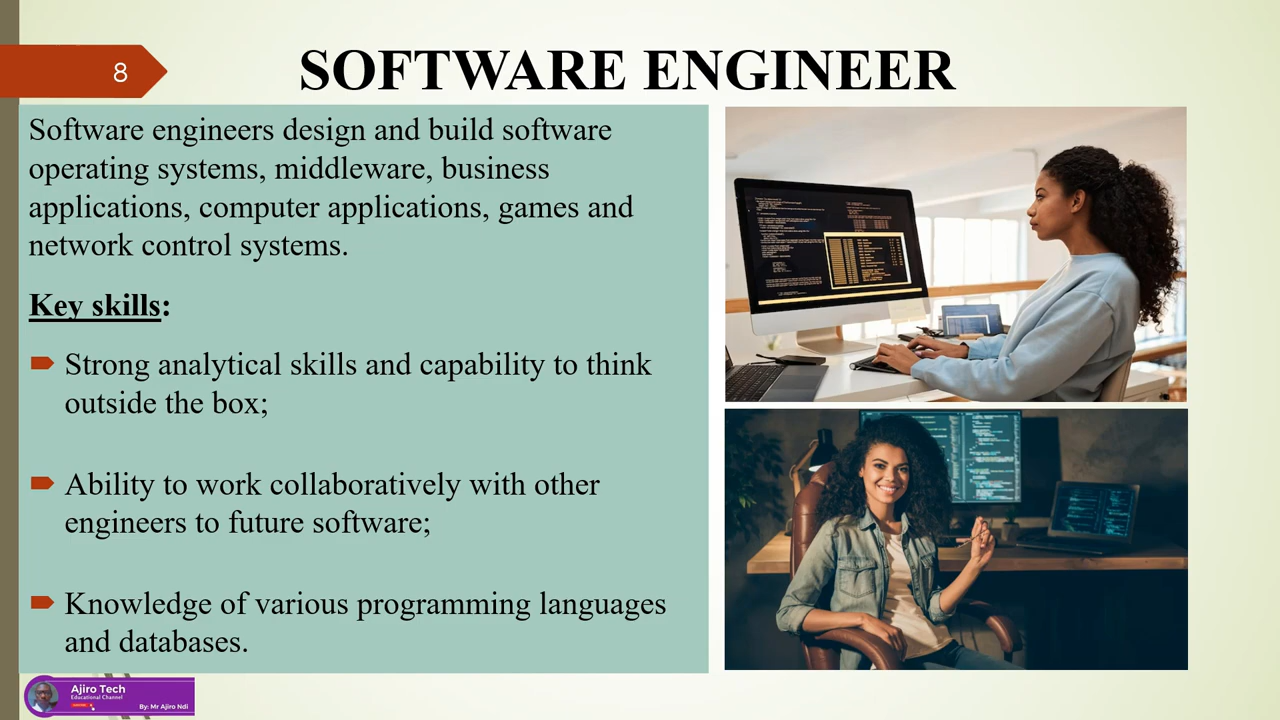 8
SOFTWARE ENGINEER
Software engineers design and build software
operating systems, middleware, business
applications, computer applications, games and
network control systems.
Key skills:
Strong analytical skills and capability to think
outside the box;
Ability to work collaboratively with other
engineers to future software;
Knowledge of various programming languages
and databases.
Ajiro Tech
Educational Channel
By: Mr Ajiro Ndi